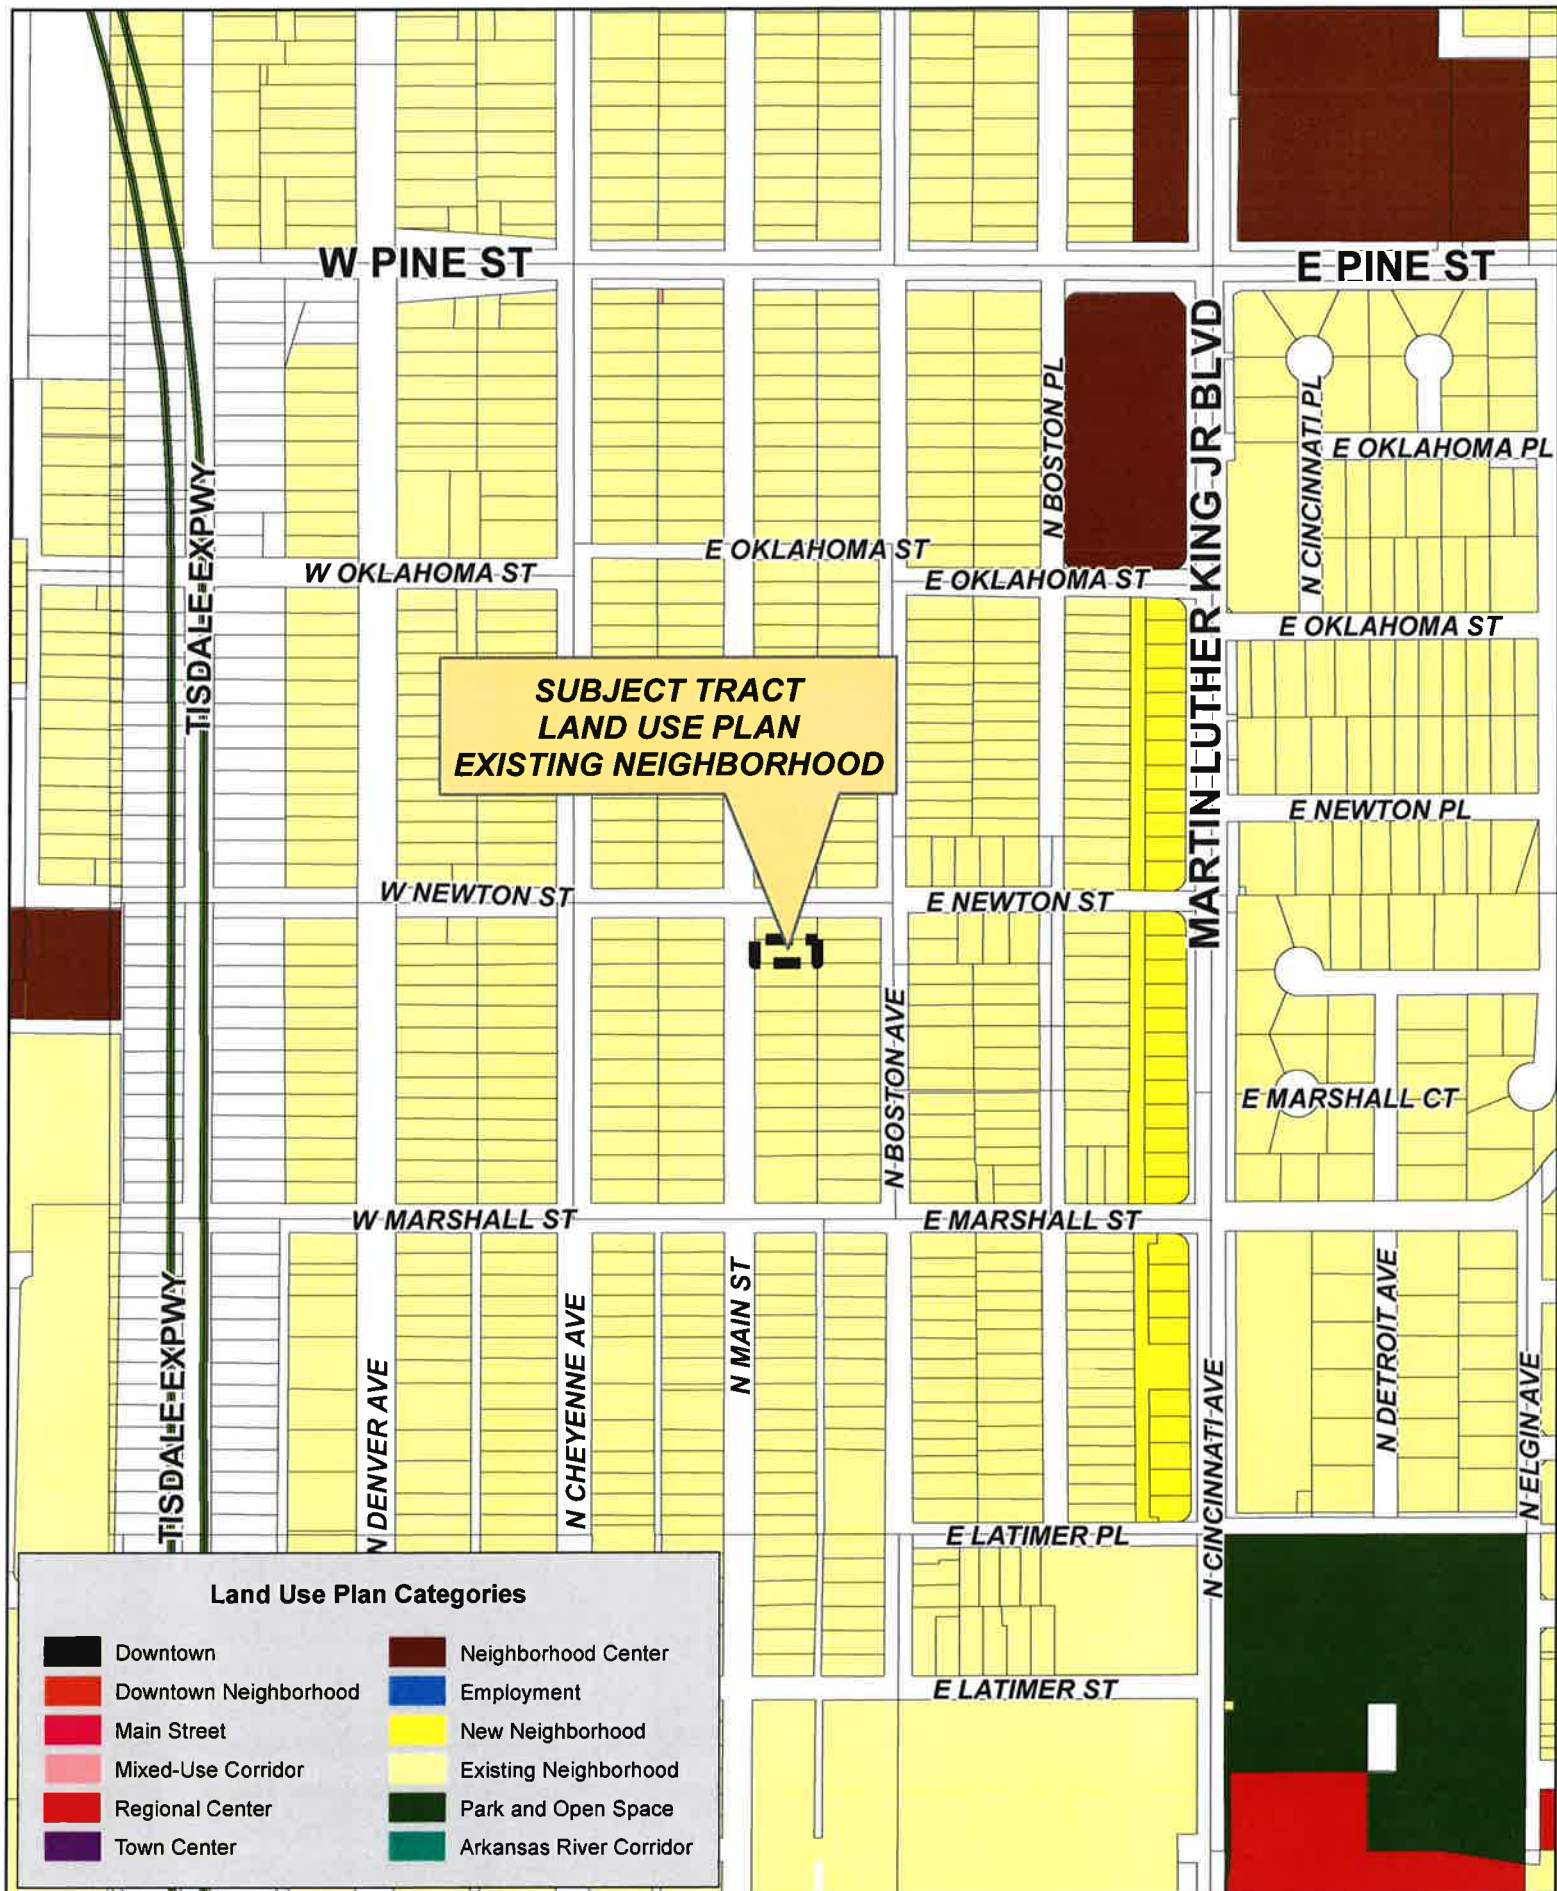 W PINE ST
E PINE ST
N BOSTON PL
MARTIN LUTHER KING JR BLVD
N CINCINNATI PL
E OKLAHOMA PL
TISDALE EXPWY
E OKLAHOMA ST
W OKLAHOMA ST
E OKLAHOMA ST
E OKLAHOMA ST
SUBJECT TRACT
LAND USE PLAN
EXISTING NEIGHBORHOOD
E NEWTON PL
W NEWTON ST
E NEWTON ST
N BOSTON AVE
E MARSHALL CT
W MARSHALL ST
E MARSHALL ST
TISDALE EXPWY
N DENVER AVE
N CHEYENNE AVE
N MAIN ST
N CINCINNATI AVE
N DETROIT AVE
N ELGIN AVE
E LATIMER PL
E LATIMER ST
Land Use Plan Categories
Downtown
Downtown Neighborhood
Main Street
Mixed-Use Corridor
Regional Center
Town Center
Neighborhood Center
Employment
New Neighborhood
Existing Neighborhood
Park and Open Space
Arkansas River Corridor